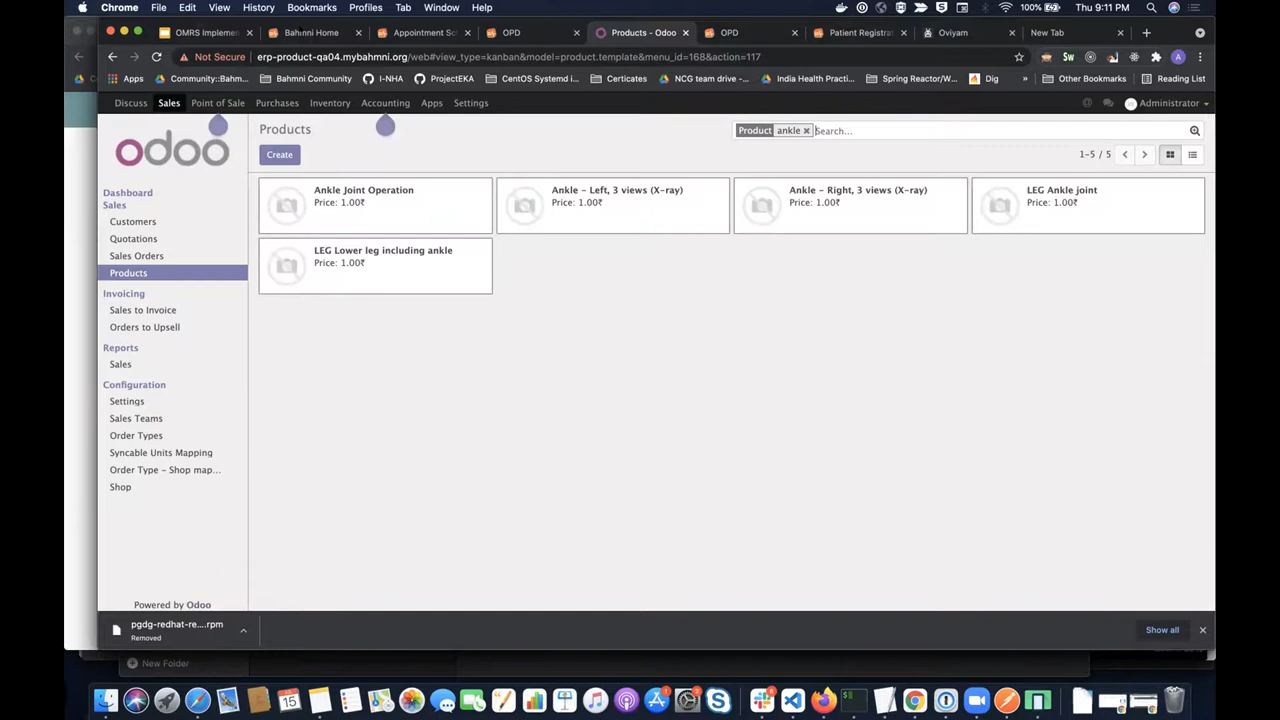 Chrome File Edit View History Bookmarks Profiles Tab Window Help 100% Thu 9:11 PM
OMRS Implemen Bahmni Home Appointment Sc OPD Products - Odoo OPD Patient Registrat Oviyam New Tab
Not Secure erp-product-qa04.mybahmni.org/web#view_type=kanban&model=product.template&menu_id=168&action=117
Apps Community::Bahm... Bahmni Community I-NHA ProjectEKA CentOS Systemd i... Certicates NCG team drive -... India Health Practi... Spring Reactor/W... Dig » Other Bookmarks Reading List
Discuss Sales Point of Sale Purchases Inventory Accounting Apps Settings Administrator
odoo
Products
Product ankle Search...
Create
1-5 / 5
Dashboard
Sales
Customers
Quotations
Sales Orders
Products
Invoicing
Sales to Invoice
Orders to Upsell
Reports
Sales
Configuration
Settings
Sales Teams
Order Types
Syncable Units Mapping
Order Type - Shop map...
Shop
Powered by Odoo
Ankle Joint Operation
Price: 1.00₹
Ankle - Left, 3 views (X-ray)
Price: 1.00₹
Ankle - Right, 3 views (X-ray)
Price: 1.00₹
LEG Ankle joint
Price: 1.00₹
LEG Lower leg including ankle
Price: 1.00₹
pgdg-redhat-re....rpm
Removed
Show all
New Folder